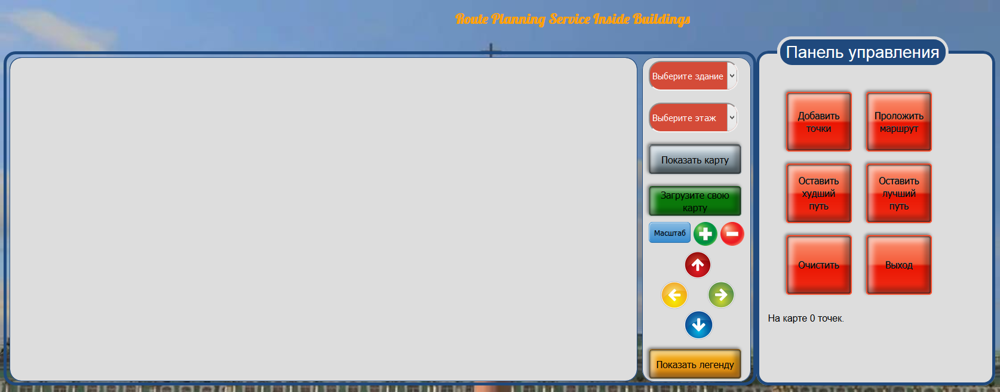 Route Planning Service Inside Buildings
Панель управления
Выберите здание
Выберите этаж
Показать карту
Загрузите свою
карту
Масштаб
Показать легенду
Добавить
точки
Проложить
маршрут
Оставить
худший
путь
Оставить
лучший
путь
Очистить
Выход
На карте 0 точек.